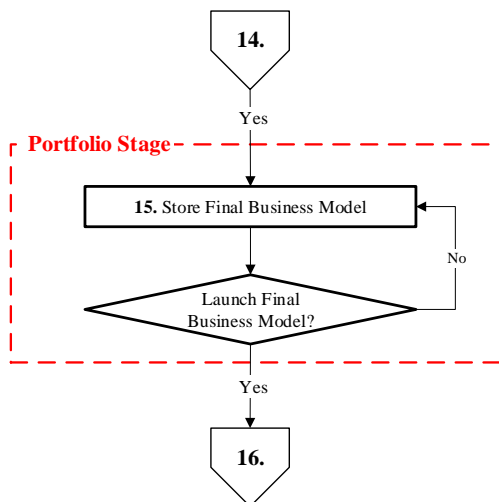 14.
Yes
Portfolio Stage
15. Store Final Business Model
No
Launch Final
Business Model?
Yes
16.